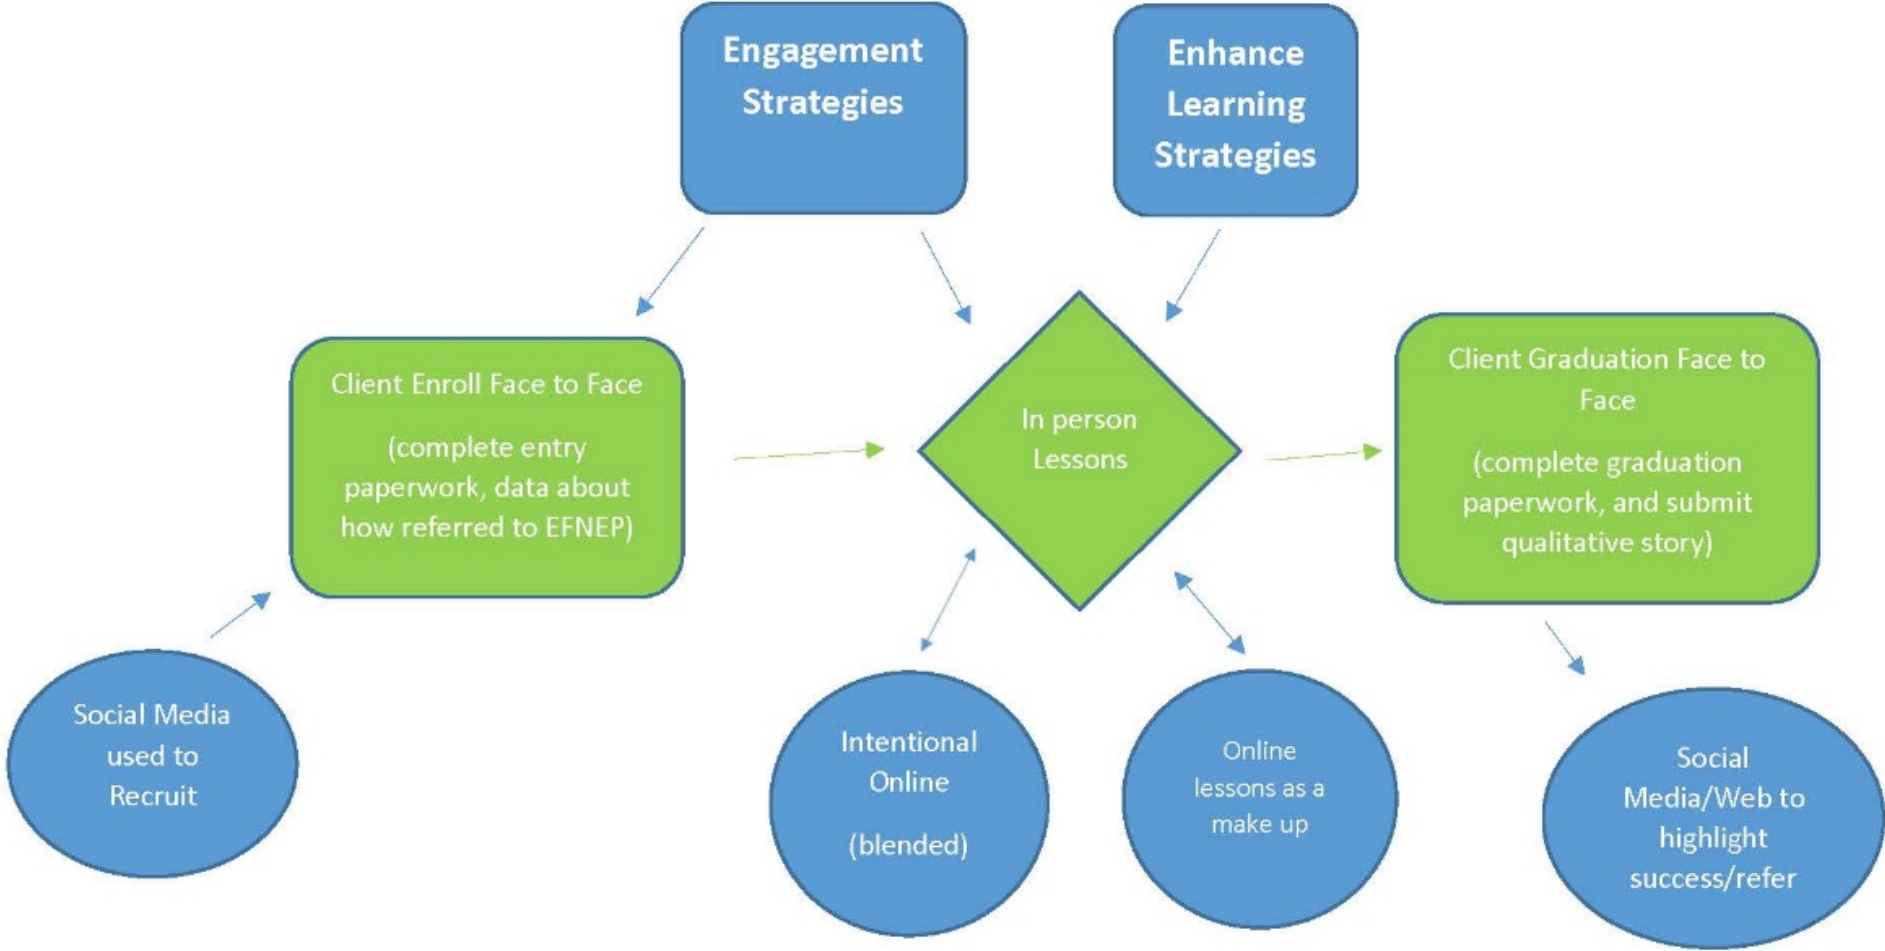 Engagement
Strategies
Enhance
Learning
Strategies
Client Enroll Face to Face
(complete entry
paperwork, data about
how referred to EFNEP)
In person
Lessons
Client Graduation Face to
Face
(complete graduation
paperwork, and submit
qualitative story)
Social Media
used to
Recruit
Intentional
Online
(blended)
Online
lessons as a
make up
Social
Media/Web to
highlight
success/refer